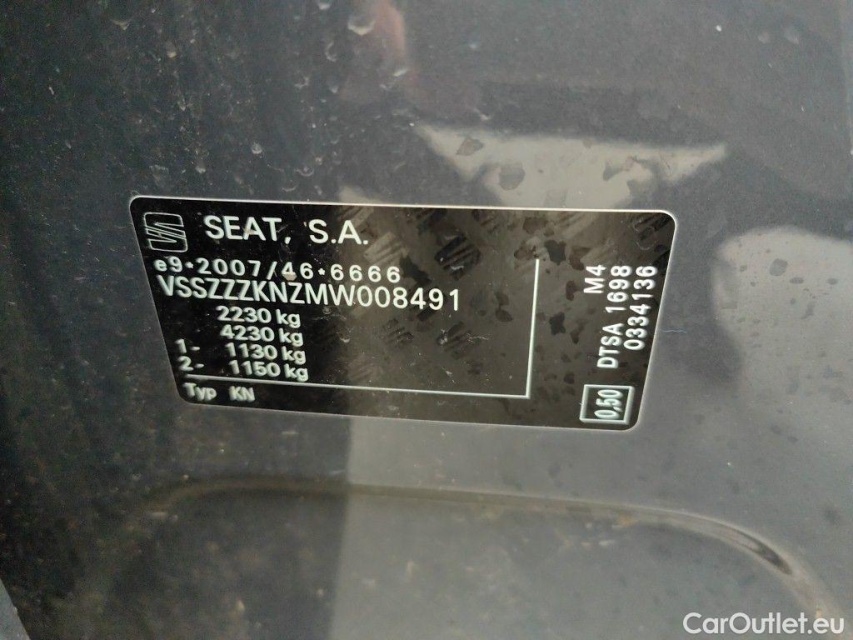 SEAT, S.A.
e9*2007/46*6666
VSSZZZKNZMW008491
2230 kg
4230 kg
1- 1130 kg
2- 1150 kg
Typ KN
M4
DTSA 1698
0334136
0,50
CarOutlet.eu